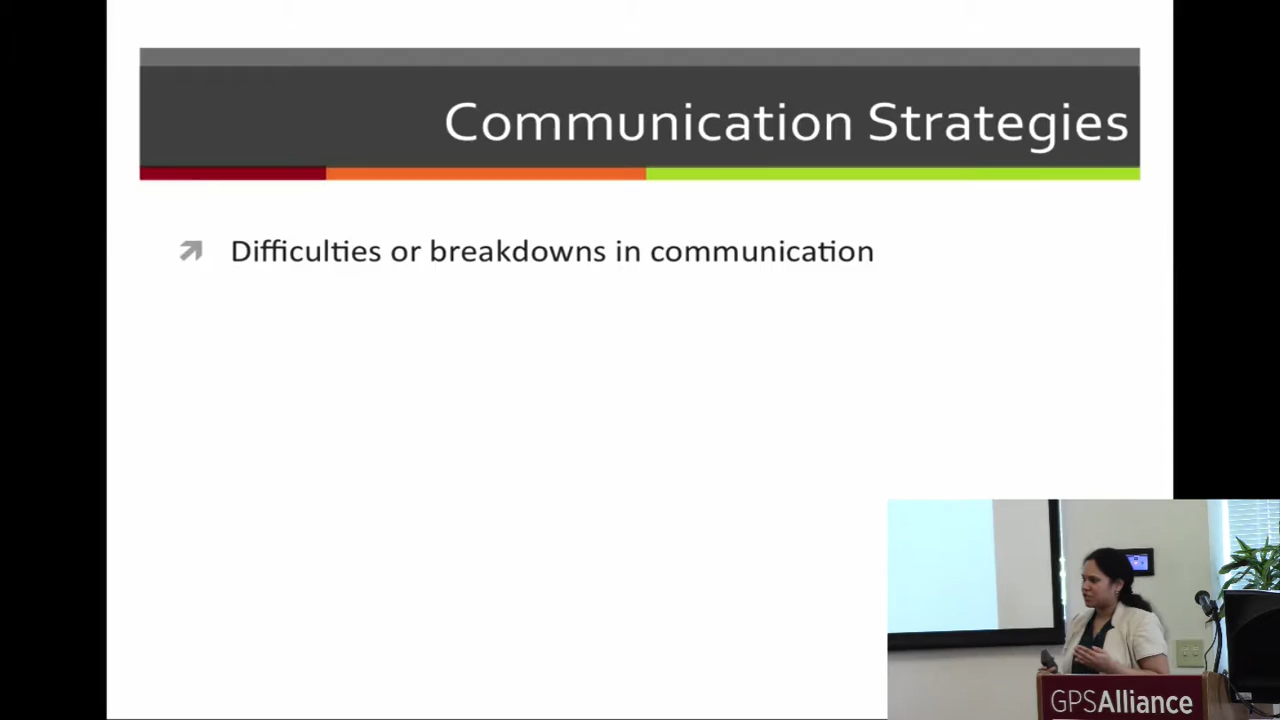 Communication Strategies
Difficulties or breakdowns in communication
GPSAlliance